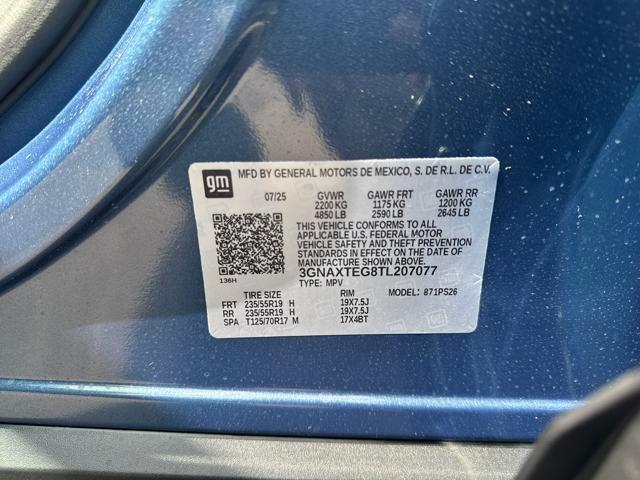 gm
MFD BY GENERAL MOTORS DE MEXICO, S. DE R.L. DE C.V.
07/25 GVWR GAWR FRT GAWR RR
2200 KG 1175 KG 1200 KG
4850 LB 2590 LB 2645 LB
THIS VEHICLE CONFORMS TO ALL
APPLICABLE U.S. FEDERAL MOTOR
VEHICLE SAFETY AND THEFT PREVENTION
STANDARDS IN EFFECT ON THE DATE OF
MANUFACTURE SHOWN ABOVE.
3GNAXTEG8TL207077
136H
TYPE: MPV
TIRE SIZE RIM MODEL: 871PS26
FRT 235/55R19 H 19X7.5J
RR 235/55R19 H 19X7.5J
SPA T125/70R17 M 17X4BT